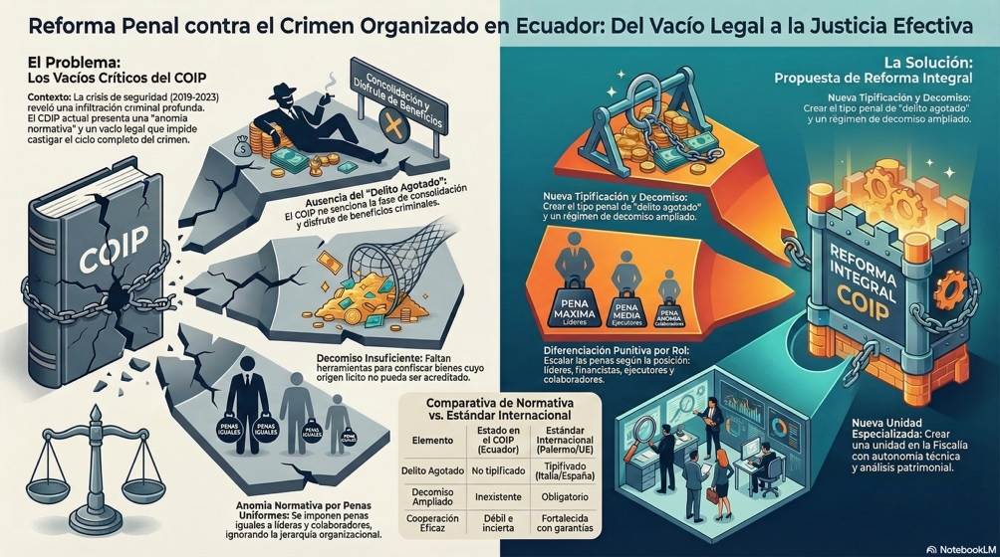 Reforma Penal contra el Crimen Organizado en Ecuador: Del Vacío Legal a la Justicia Efectiva
El Problema:
Los Vacíos Críticos del COIP
Contexto: La crisis de seguridad (2019-2023)
reveló una infiltración criminal profunda.
El CDIP actual presenta una "anomia
normativa" y un vaclo legal que impide
castigar el ciclo completo del crimen.
COIP
Consolidación y
Disfrute de Beneficios
Ausencia del "Delito Agotado":
El COIP ne senciona la fase de consolidación
y disfrute de beneficios criminales.
Decomiso Insuficiente: Faltan
herramientas para confiscar bienes cuyo
origen lícito no pueda ser acreditado.
PENAS
IGUALES
PENAS
IGUALES
PENAS
IGUALES
PENAS
IGUALES
Anomia Normativa por Penas
Uniformes: Se imponen penas
iguales a líderas y colaboradores,
ignorando la jerarquía organizacional.
Comparativa de Normativa
vs. Estándar Internacional
Elemento
Estado en
el COIP
(Ecuador)
Estándar
Internacional
(Palermo/UE)
Delito Agotado
No tipificado
Tipifivado
(Italia/España)
Decomiso
Ampliado
Inexistente
Obligatorio
Cooperación
Eficaz
Débil e
incierta
Fortalecida
con garantías
La Solución:
Propuesta de Reforma Integral
Nueva Tipificación y Decomiso:
Crear el tipo penal de "delito agotado"
y un régimen de decomiso ampliado.
Nueva Tipificación y Decomiso:
Crear el tipo penal de "delito agotado"
y un régimen de decomiso ampliado.
PENA
MAXIMA
Líderes
PENA
MEDIA
Ejecutores
PENA
ANOMIA
Colaboradores
Diferenciación Punitiva por Rol:
Escalar las penas según la posición:
líderes, financistas, ejecutores y
colaboradores.
REFORMA
INTEGRAL
COIP
Nueva Unidad
Especializada: Crear
una unidad en la Fiscalía
con autonomía técnica
y análisis patrimonial.
NotebookLM